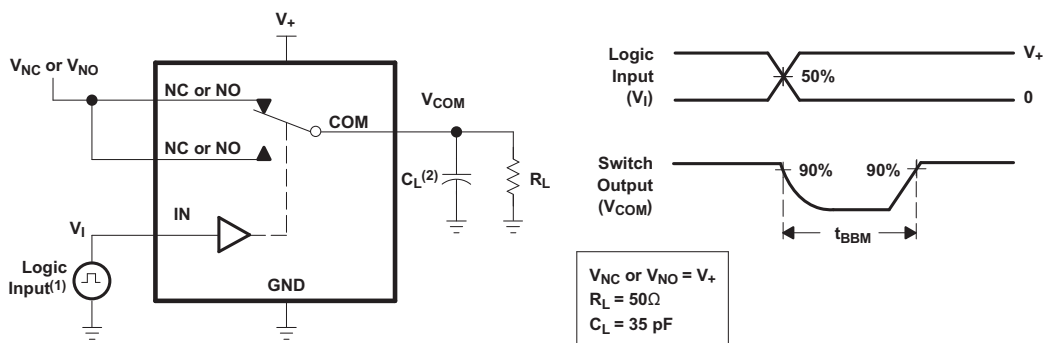 V+
VNC or VNO
NC or NO
VCOM
COM
NC or NO
CL(2)
RL
IN
VI
Logic
Input(1)
GND
Logic
Input
(VI)
50%
V+
0
Switch
Output
(VCOM)
90%
90%
tBBM
VNC or VNO = V+
RL = 50Ω
CL = 35 pF